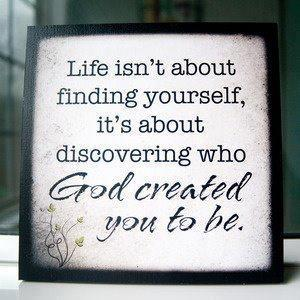 Life isn't about
finding yourself,
it's about
discovering who
God created
you to be.